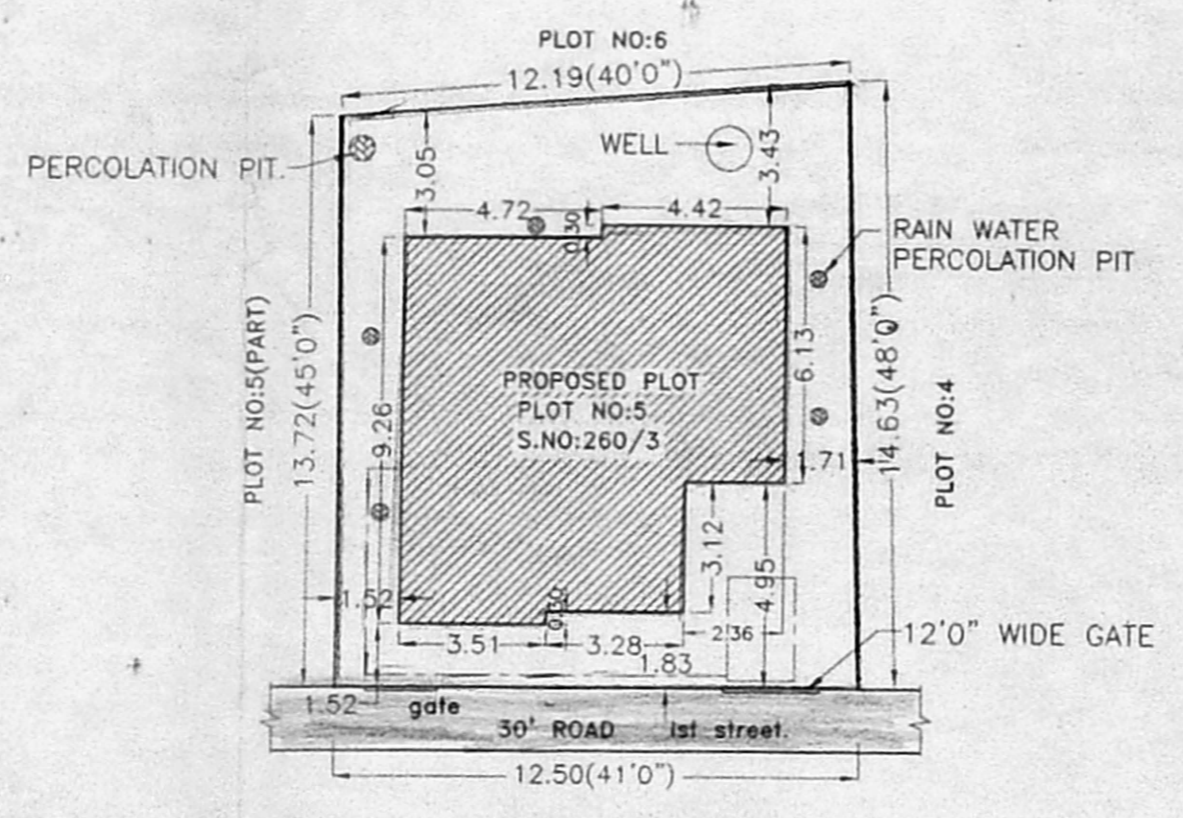 PLOT NO:6
12.19(40'0")
PERCOLATION PIT.
WELL
3.05
3.43
4.72
0.30
4.42
RAIN WATER
PERCOLATION PIT
PLOT NO:5(PART)
13.72(45'0")
9.26
PROPOSED PLOT
PLOT NO:5
S.NO:260/3
6.13
14.63(48'0")
PLOT NO:4
1.71
3.12
4.95
1.52
0.30
3.51
3.28
2.36
1.83
12'0" WIDE GATE
1.52
gate
30' ROAD
Ist street.
12.50(41'0")